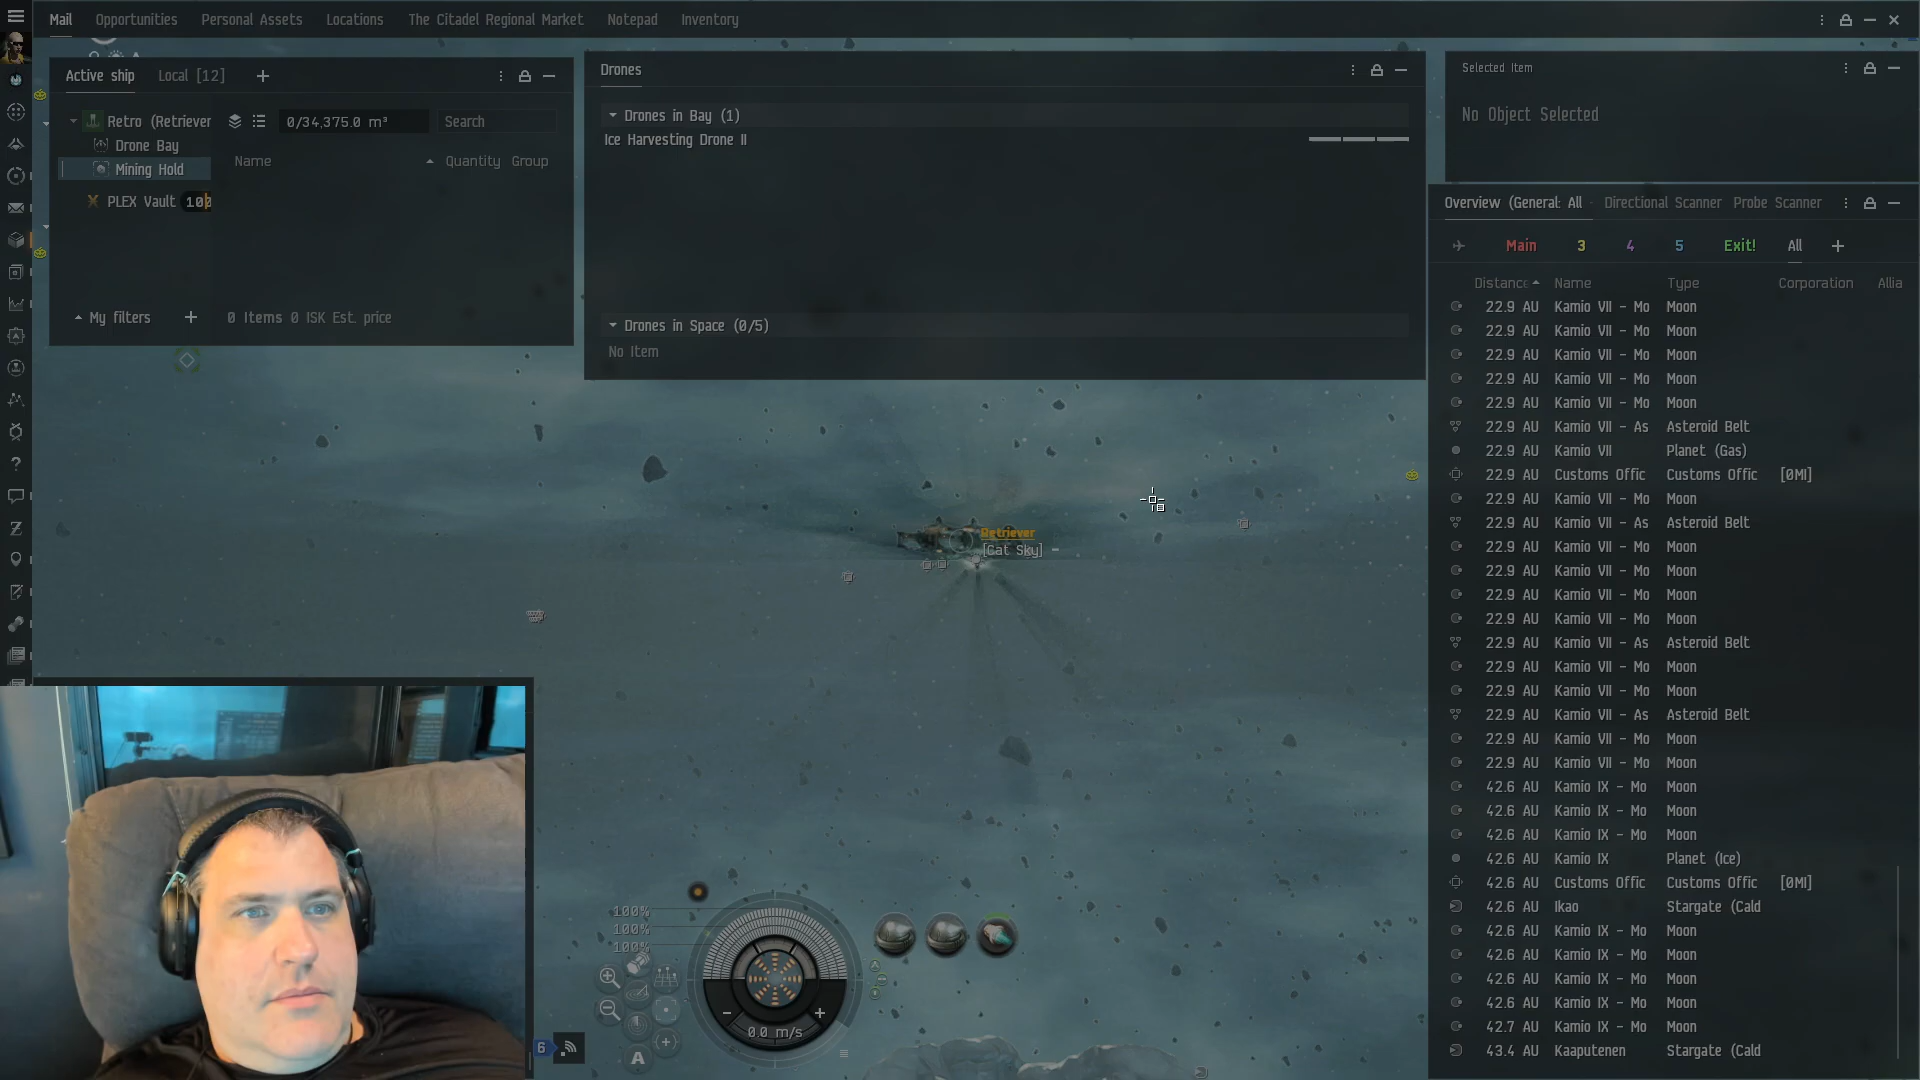 Mail Opportunities Personal Assets Locations The Citadel Regional Market Notepad Inventory
Active ship Local [12]
Retro (Retriever
Drone Bay
Mining Hold
PLEX Vault 100
0/34,375.0 m³ Search
Name Quantity Group
My filters
0 Items 0 ISK Est. price
Drones
Drones in Bay (1)
Ice Harvesting Drone II
Drones in Space (0/5)
No Item
Selected Item
No Object Selected
Overview (General: All Directional Scanner Probe Scanner
Main 3 4 5 Exit! All
Distance Name Type Corporation Allia
22.9 AU Kamio VII - Mo Moon
22.9 AU Kamio VII - Mo Moon
22.9 AU Kamio VII - Mo Moon
22.9 AU Kamio VII - Mo Moon
22.9 AU Kamio VII - Mo Moon
22.9 AU Kamio VII - As Asteroid Belt
22.9 AU Kamio VII Planet (Gas)
22.9 AU Customs Offic Customs Offic [0MI]
22.9 AU Kamio VII - Mo Moon
22.9 AU Kamio VII - As Asteroid Belt
22.9 AU Kamio VII - Mo Moon
22.9 AU Kamio VII - Mo Moon
22.9 AU Kamio VII - Mo Moon
22.9 AU Kamio VII - Mo Moon
22.9 AU Kamio VII - As Asteroid Belt
22.9 AU Kamio VII - Mo Moon
22.9 AU Kamio VII - Mo Moon
22.9 AU Kamio VII - As Asteroid Belt
22.9 AU Kamio VII - Mo Moon
22.9 AU Kamio VII - Mo Moon
42.6 AU Kamio IX - Mo Moon
42.6 AU Kamio IX - Mo Moon
42.6 AU Kamio IX - Mo Moon
42.6 AU Kamio IX Planet (Ice)
42.6 AU Customs Offic Customs Offic [0MI]
42.6 AU Ikao Stargate (Cald
42.6 AU Kamio IX - Mo Moon
42.6 AU Kamio IX - Mo Moon
42.6 AU Kamio IX - Mo Moon
42.6 AU Kamio IX - Mo Moon
42.7 AU Kamio IX - Mo Moon
43.4 AU Kaaputenen Stargate (Cald
Retriever
[Cat Sky] -
100%
100%
100%
0.0 m/s
A
6